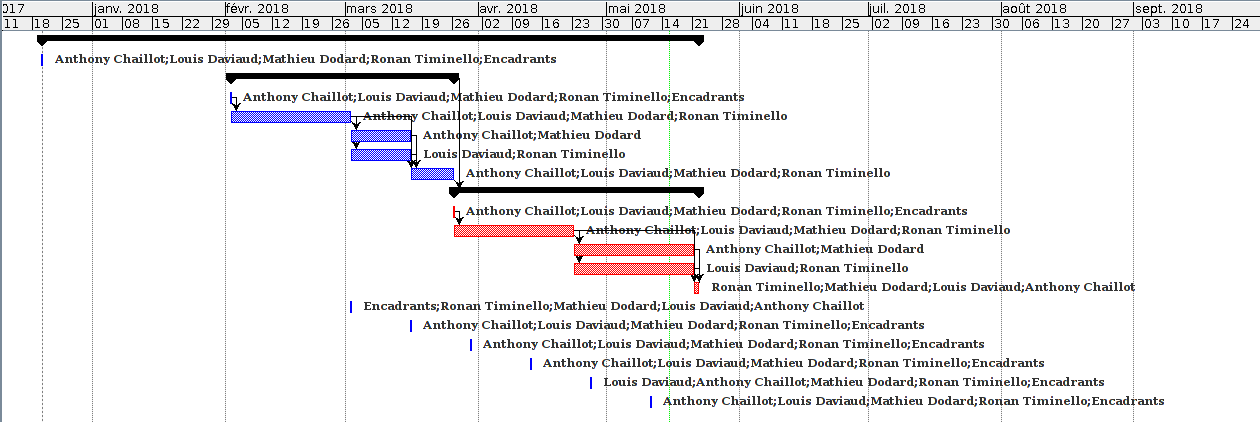 017 janv. 2018 févr. 2018 mars 2018 avr. 2018 mai 2018 juin 2018 juil. 2018 août 2018 sept. 2018
11 18 25 01 08 15 22 29 05 12 19 26 05 12 19 26 02 09 16 23 30 07 14 21 28 04 11 18 25 02 09 16 23 30 06 13 20 27 03 10 17 24
Anthony Chaillot;Louis Daviaud;Mathieu Dodard;Ronan Timinello;Encadrants
Anthony Chaillot;Louis Daviaud;Mathieu Dodard;Ronan Timinello;Encadrants
Anthony Chaillot;Louis Daviaud;Mathieu Dodard;Ronan Timinello
Anthony Chaillot;Mathieu Dodard
Louis Daviaud;Ronan Timinello
Anthony Chaillot;Louis Daviaud;Mathieu Dodard;Ronan Timinello
Anthony Chaillot;Louis Daviaud;Mathieu Dodard;Ronan Timinello;Encadrants
Anthony Chaillot;Louis Daviaud;Mathieu Dodard;Ronan Timinello
Anthony Chaillot;Mathieu Dodard
Louis Daviaud;Ronan Timinello
Ronan Timinello;Mathieu Dodard;Louis Daviaud;Anthony Chaillot
Encadrants;Ronan Timinello;Mathieu Dodard;Louis Daviaud;Anthony Chaillot
Anthony Chaillot;Louis Daviaud;Mathieu Dodard;Ronan Timinello;Encadrants
Anthony Chaillot;Louis Daviaud;Mathieu Dodard;Ronan Timinello;Encadrants
Anthony Chaillot;Louis Daviaud;Mathieu Dodard;Ronan Timinello;Encadrants
Louis Daviaud;Anthony Chaillot;Mathieu Dodard;Ronan Timinello;Encadrants
Anthony Chaillot;Louis Daviaud;Mathieu Dodard;Ronan Timinello;Encadrants